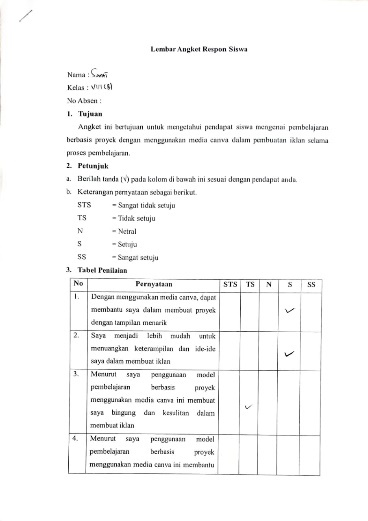 Lembar Angket Respon Siswa
Nama :
Kelas : VIII (B)
No Absen :
1. Tujuan
Angket ini bertujuan untuk mengetahui pendapat siswa mengenai pembelajaran
berbasis proyek dengan menggunakan media canva dalam pembuatan iklan selama
proses pembelajaran.
2. Petunjuk
a. Berilah tanda (√) pada kolom di bawah ini sesuai dengan pendapat anda.
b. Keterangan pernyataan sebagai berikut.
STS = Sangat tidak setuju
TS = Tidak setuju
N = Netral
S = Setuju
SS = Sangat setuju
3. Tabel Penilaian
No Pernyataan STS TS N S SS
1. Dengan menggunakan media canva, dapat
membantu saya dalam membuat proyek
dengan tampilan menarik ✓
2. Saya menjadi lebih mudah untuk
menuangkan keterampilan dan ide-ide
saya dalam membuat iklan ✓
3. Menurut saya penggunaan model
pembelajaran berbasis proyek
menggunakan media canva ini membuat
saya bingung dan kesulitan dalam ✓
membuat iklan
4. Menurut saya penggunaan model
pembelajaran berbasis proyek
menggunakan media canva ini membantu